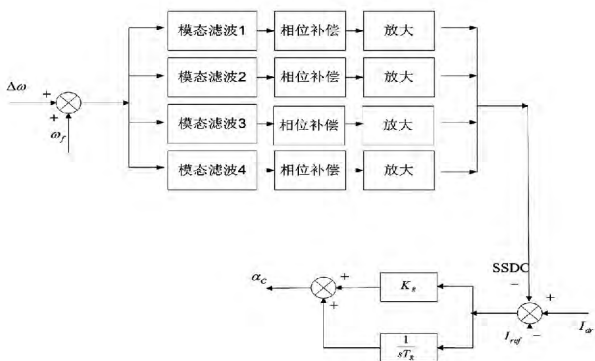 模态滤波1 相位补偿 放大
模态滤波2 相位补偿 放大
模态滤波3 相位补偿 放大
模态滤波4 相位补偿 放大
Δω + +
ω_f
SSDC
− +
I_dr
I_ref −
α_C + +
K_R
1
sT_R